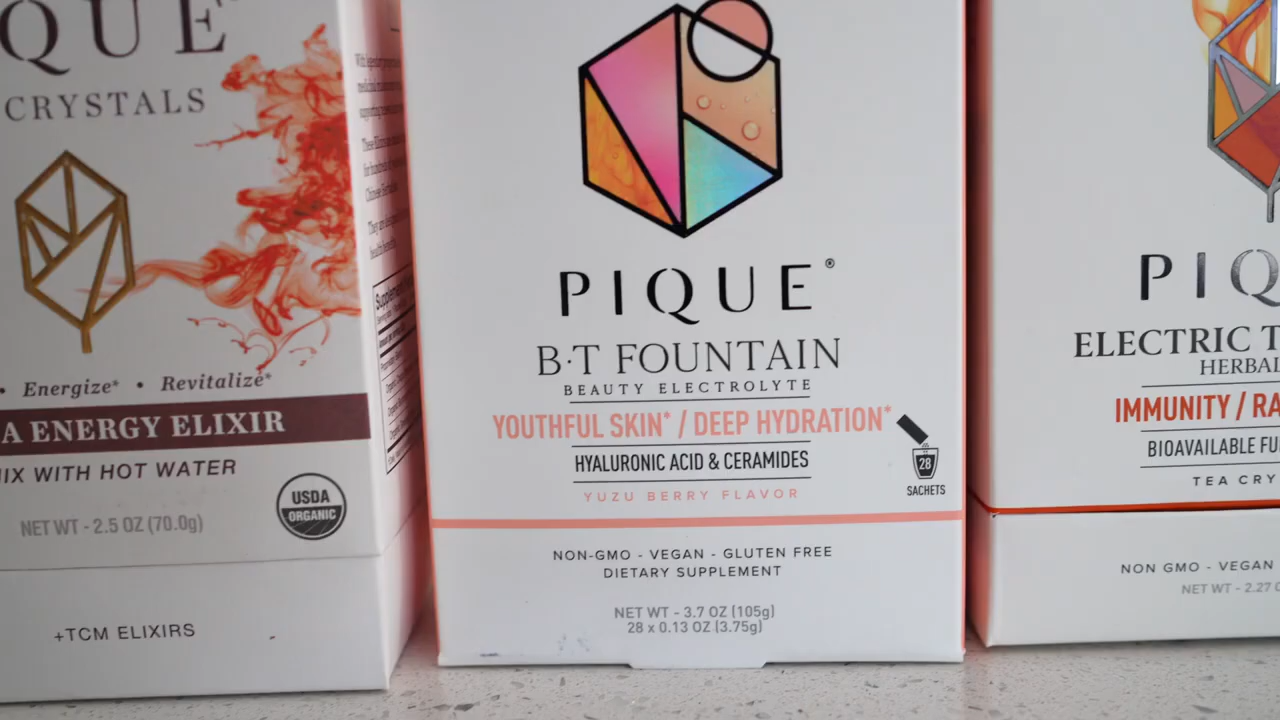 QUE
CRYSTALS
Energize* • Revitalize*
A ENERGY ELIXIR
MIX WITH HOT WATER
USDA
ORGANIC
NET WT - 2.5 OZ (70.0g)
+TCM ELIXIRS
Chinese
Supplement
PIQUE®
B·T FOUNTAIN
BEAUTY ELECTROLYTE
YOUTHFUL SKIN* / DEEP HYDRATION*
HYALURONIC ACID & CERAMIDES
YUZU BERRY FLAVOR
28
SACHETS
NON-GMO - VEGAN - GLUTEN FREE
DIETARY SUPPLEMENT
NET WT - 3.7 OZ (105g)
28 x 0.13 OZ (3.75g)
PIQ
ELECTRIC T
HERBAL
IMMUNITY / RA
BIOAVAILABLE FU
TEA CRY
NON GMO - VEGAN
NET WT - 2.27 O